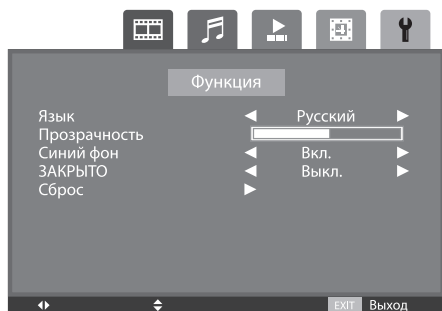 Функция
Язык Русский
Прозрачность
Синий фон Вкл.
ЗАКРЫТО Выкл.
Сброс
EXIT Выход